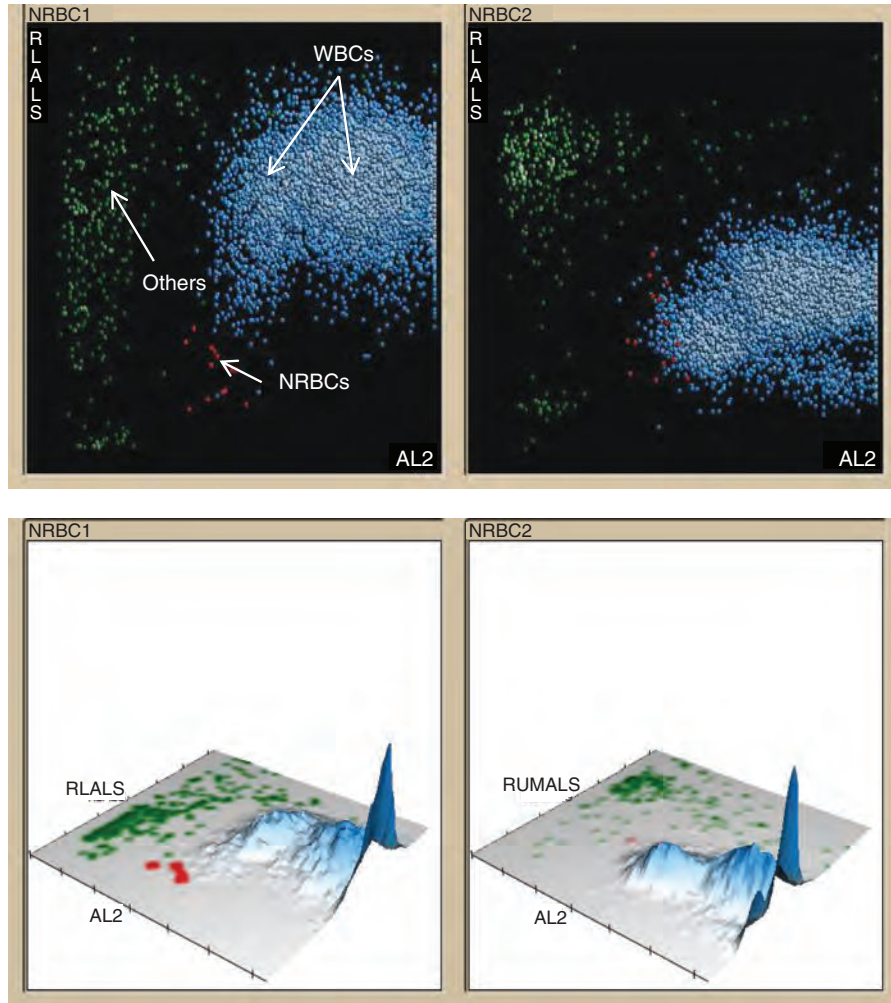 NRBC1
RLALS
WBCs
Others
NRBCs
AL2
NRBC2
RLALS
AL2
NRBC1
RLALS
AL2
NRBC2
RUMALS
AL2